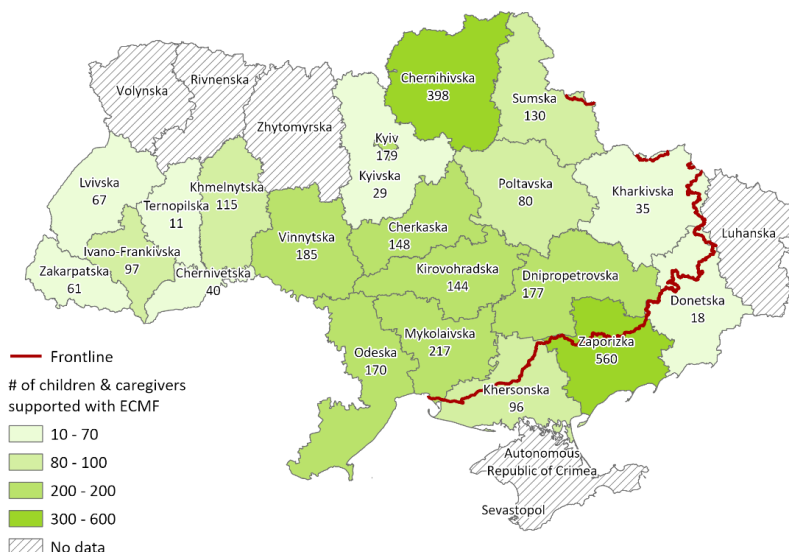 Volynska
Rivnenska
Zhytomyrska
Chernihivska
398
Sumska
130
Kyiv
179
Kyivska
29
Lvivska
67
Ternopilska
11
Khmelnytska
115
Poltavska
80
Kharkivska
35
Luhanska
Ivano-Frankivska
97
Zakarpatska
61
Chernivetska
40
Vinnytska
185
Cherkaska
148
Kirovohradska
144
Dnipropetrovska
177
Donetska
18
Zaporizka
560
Mykolaivska
217
Odeska
170
Khersonska
96
Autonomous
Republic of Crimea
Sevastopol
Frontline
# of children & caregivers
supported with ECMF
10 - 70
80 - 100
200 - 200
300 - 600
No data